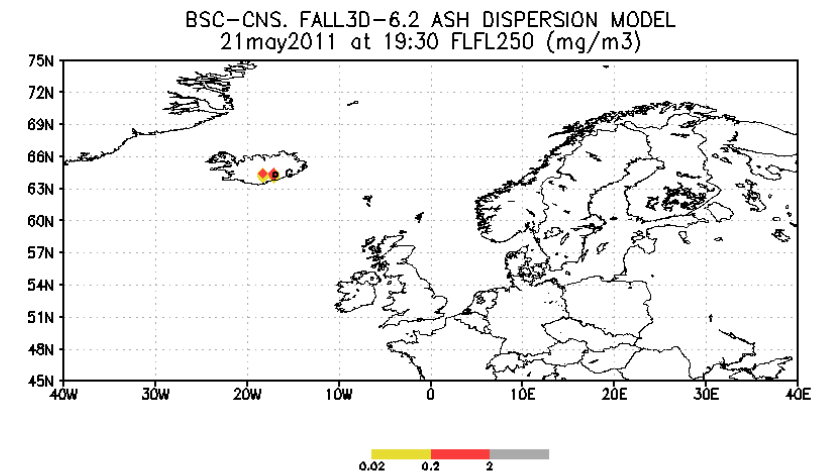 BSC-CNS. FALL3D-6.2 ASH DISPERSION MODEL
21may2011 at 19:30 FLFL250 (mg/m3)
75N
72N
69N
66N
63N
60N
57N
54N
51N
48N
45N
40W 30W 20W 10W 0 10E 20E 30E 40E
0.02 0.2 2